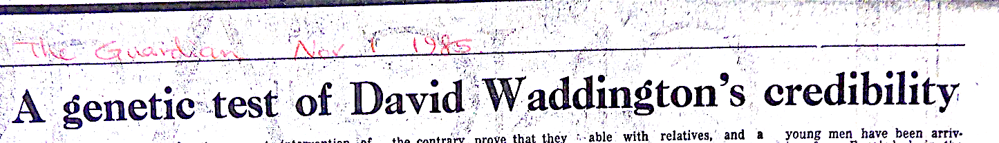 The Guardian Nov 1 1985.
A genetic test of David Waddington's credibility
the contrary prove that they able with relatives, and a young men have been arriv-